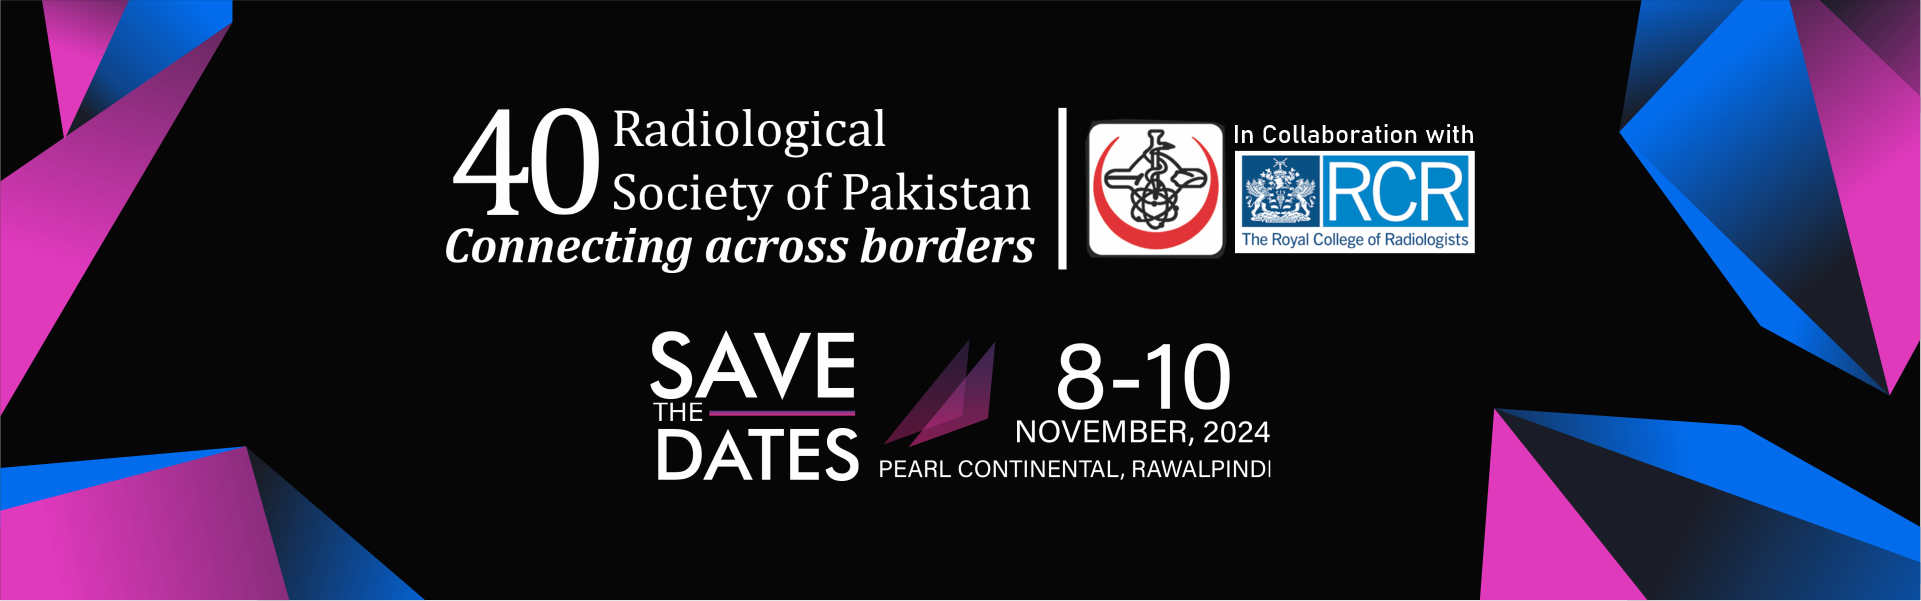 40 Radiological
Society of Pakistan
Connecting across borders
In Collaboration with
RCR
The Royal College of Radiologists
SAVE
THE
DATES
8-10
NOVEMBER, 2024
PEARL CONTINENTAL, RAWALPINDI